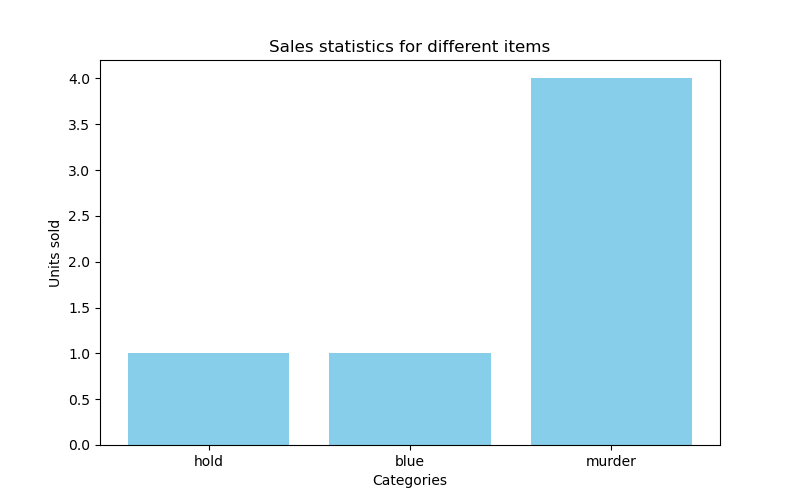 Sales statistics for different items
4.0
3.5
3.0
2.5
2.0
1.5
1.0
0.5
0.0
Units sold
hold blue murder
Categories